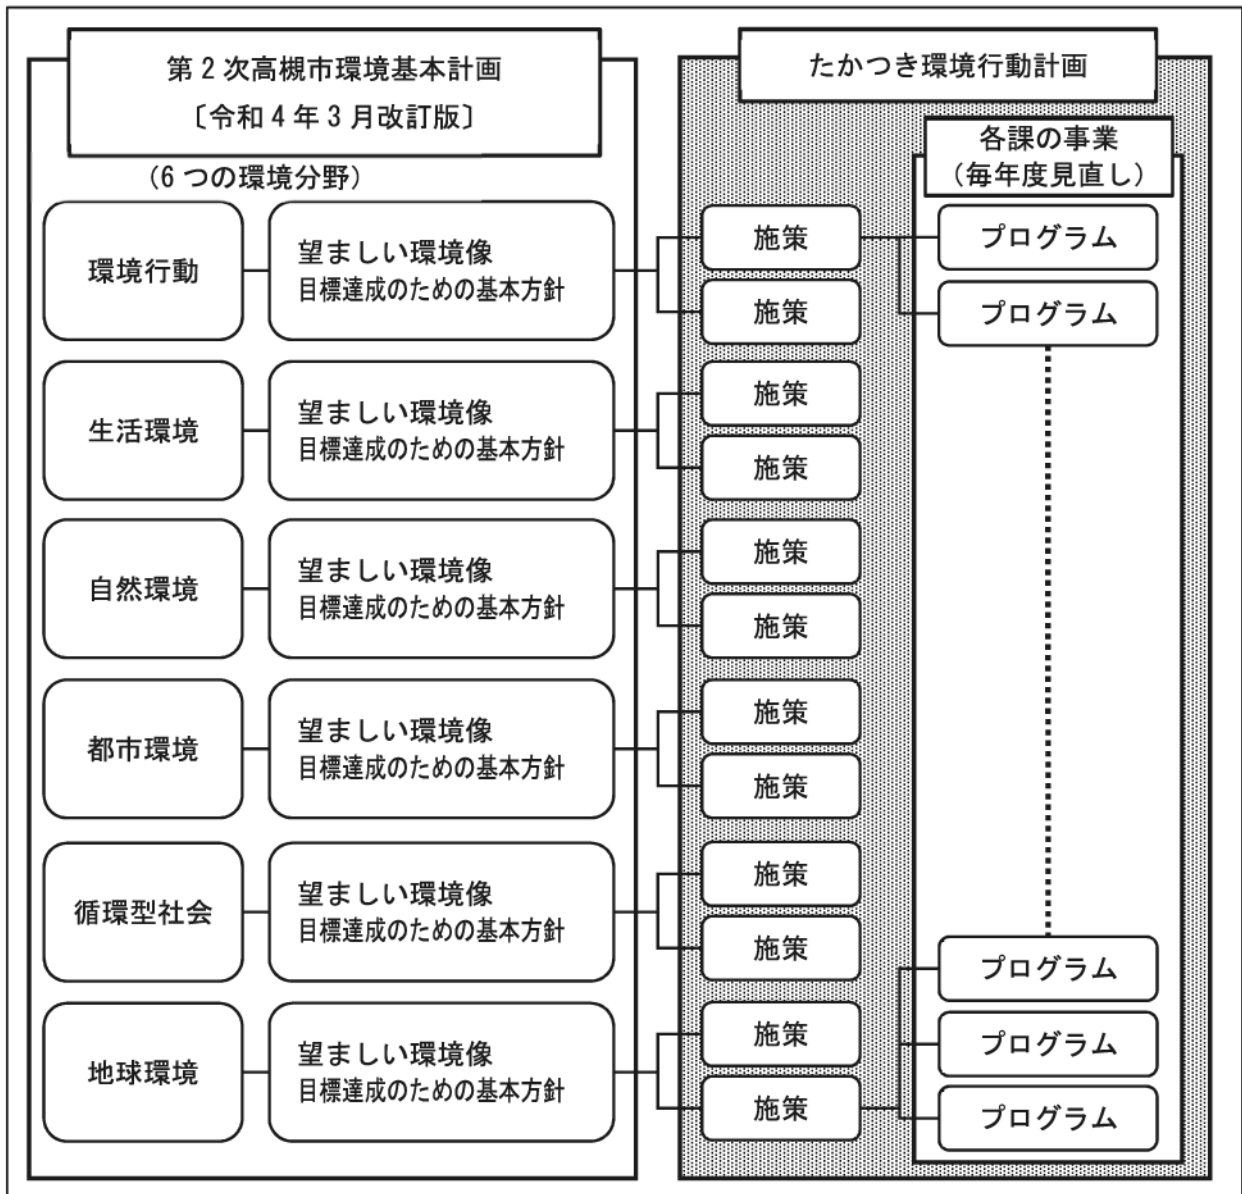 第2次高槻市環境基本計画
〔令和4年3月改訂版〕
(6つの環境分野)
環境行動
望ましい環境像
目標達成のための基本方針
生活環境
望ましい環境像
目標達成のための基本方針
自然環境
望ましい環境像
目標達成のための基本方針
都市環境
望ましい環境像
目標達成のための基本方針
循環型社会
望ましい環境像
目標達成のための基本方針
地球環境
望ましい環境像
目標達成のための基本方針
たかつき環境行動計画
施策
施策
施策
施策
施策
施策
施策
施策
施策
施策
施策
施策
各課の事業
(毎年度見直し)
プログラム
プログラム
プログラム
プログラム
プログラム